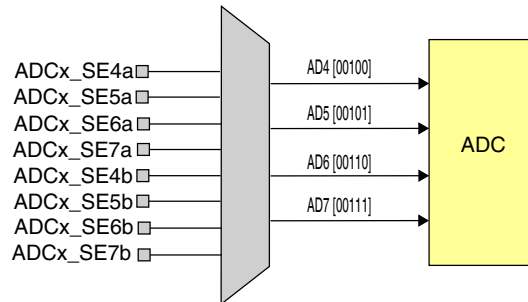 ADCx_SE4a
ADCx_SE5a
ADCx_SE6a
ADCx_SE7a
ADCx_SE4b
ADCx_SE5b
ADCx_SE6b
ADCx_SE7b
AD4 [00100]
AD5 [00101]
AD6 [00110]
AD7 [00111]
ADC